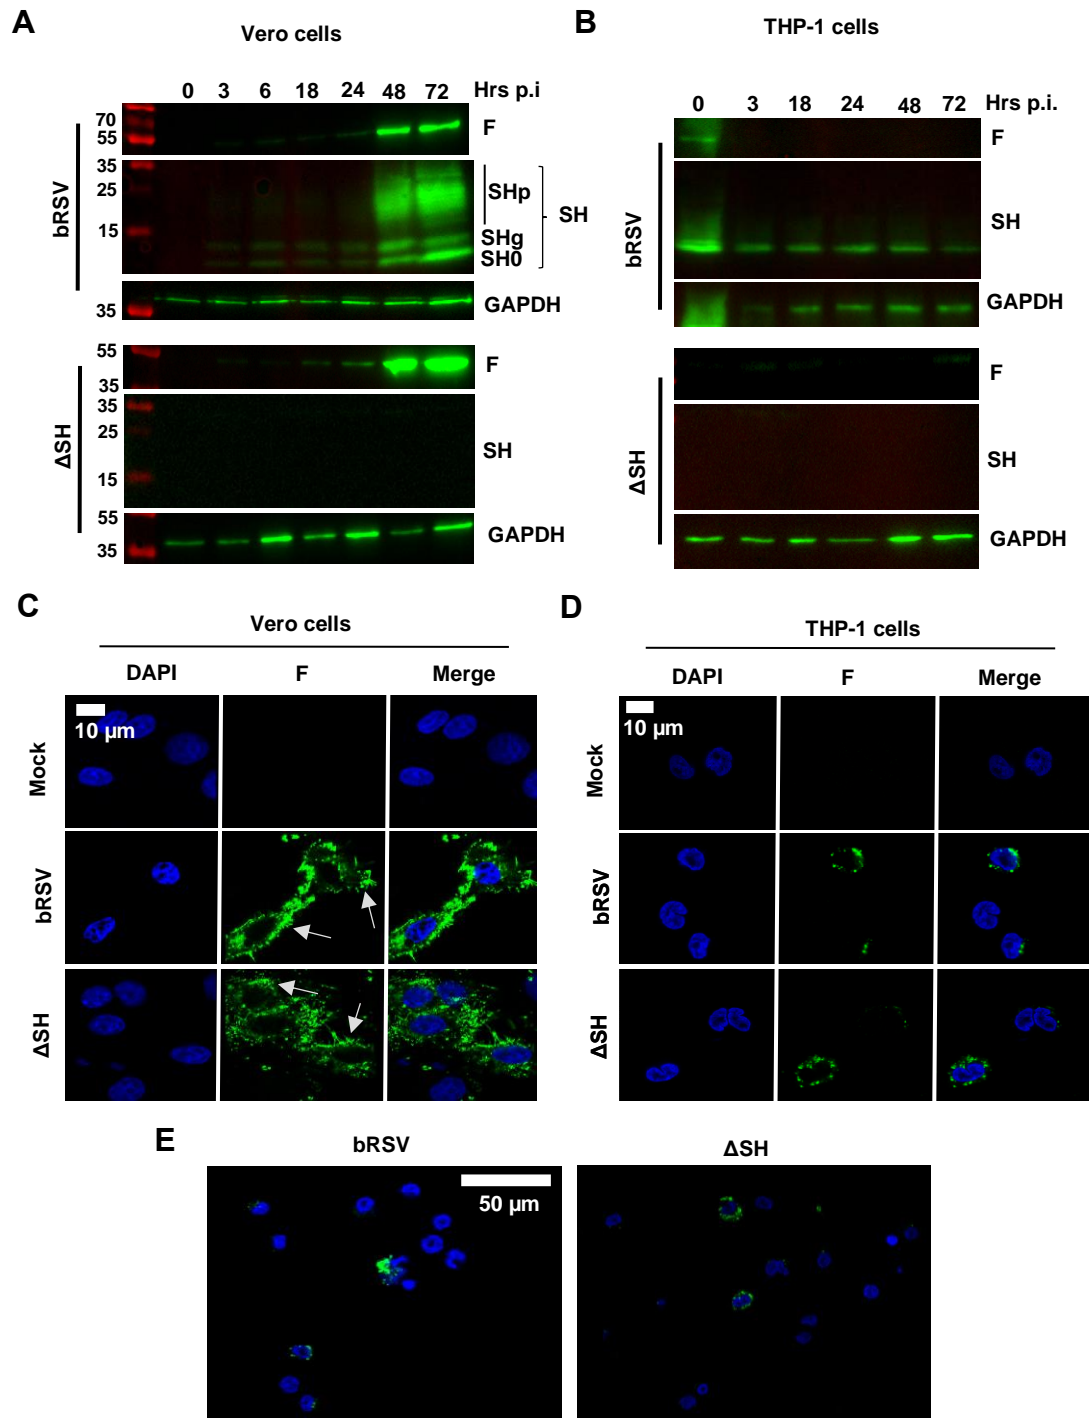 A
Vero cells
0 3 6 18 24 48 72 Hrs p.i
70
55
F
35
25
15
SHp
SH
SHg
SH0
bRSV
35
GAPDH
55
35
F
35
25
15
SH
ΔSH
55
35
GAPDH
B
THP-1 cells
0 3 18 24 48 72 Hrs p.i.
F
SH
bRSV
GAPDH
F
SH
ΔSH
GAPDH
C
Vero cells
DAPI F Merge
10 µm
Mock
bRSV
ΔSH
D
THP-1 cells
DAPI F Merge
10 µm
Mock
bRSV
ΔSH
E
bRSV
ΔSH
50 µm